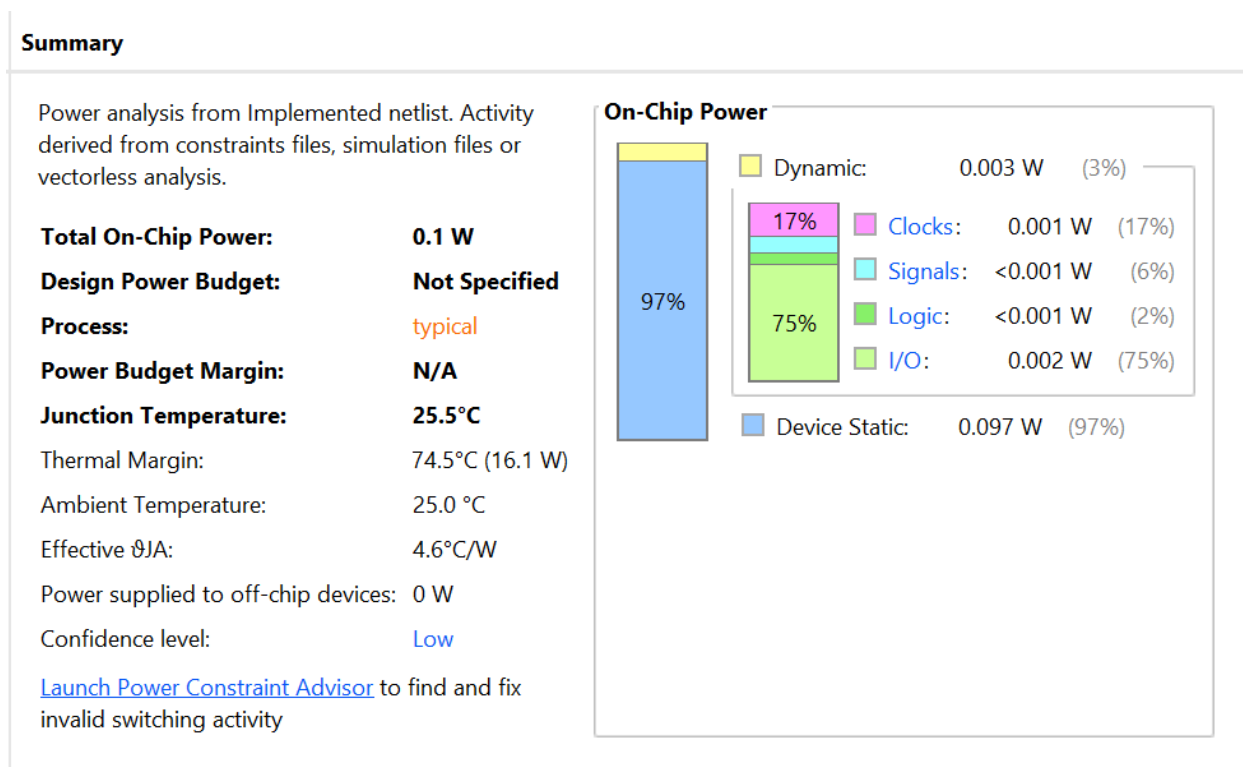 Summary
Power analysis from Implemented netlist. Activity
derived from constraints files, simulation files or
vectorless analysis.
Total On-Chip Power: 0.1 W
Design Power Budget: Not Specified
Process: typical
Power Budget Margin: N/A
Junction Temperature: 25.5°C
Thermal Margin: 74.5°C (16.1 W)
Ambient Temperature: 25.0 °C
Effective ϑJA: 4.6°C/W
Power supplied to off-chip devices: 0 W
Confidence level: Low
Launch Power Constraint Advisor to find and fix
invalid switching activity
On-Chip Power
Dynamic: 0.003 W (3%)
17% Clocks: 0.001 W (17%)
Signals: <0.001 W (6%)
97%
75%
Logic: <0.001 W (2%)
I/O: 0.002 W (75%)
Device Static: 0.097 W (97%)